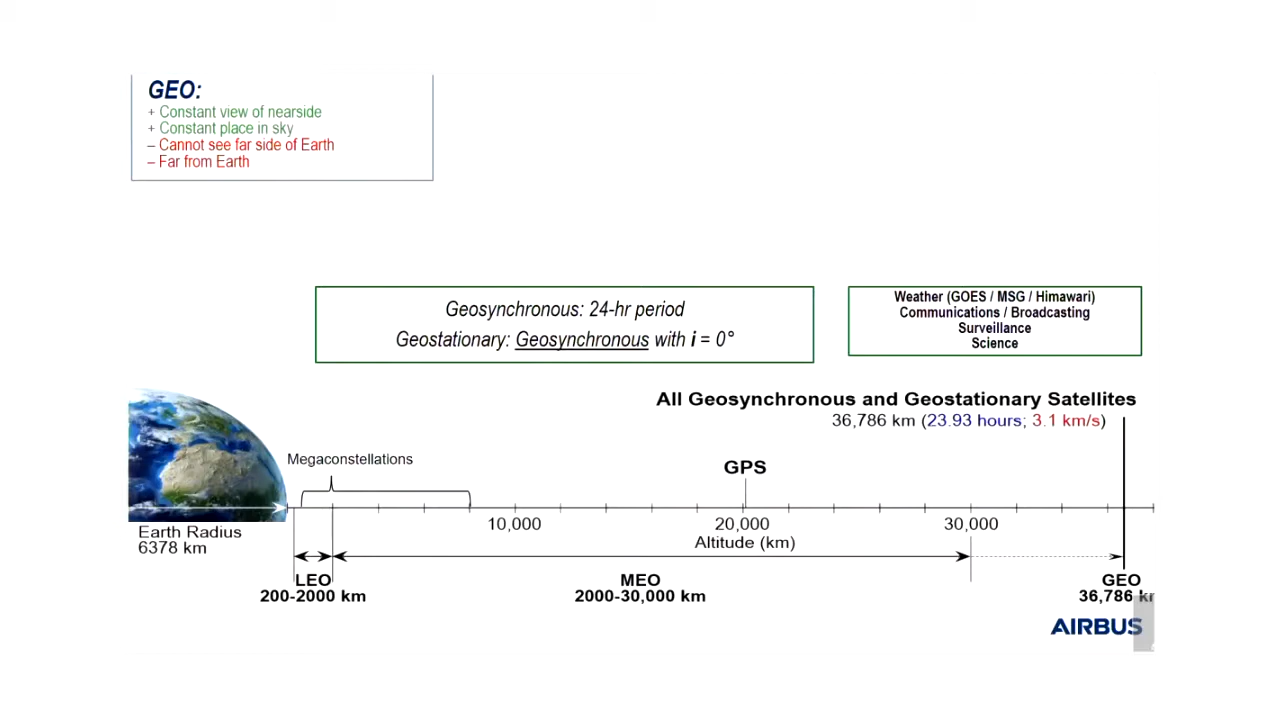 GEO:
+ Constant view of nearside
+ Constant place in sky
– Cannot see far side of Earth
– Far from Earth
Geosynchronous: 24-hr period
Geostationary: Geosynchronous with i = 0°
Weather (GOES / MSG / Himawari)
Communications / Broadcasting
Surveillance
Science
All Geosynchronous and Geostationary Satellites
36,786 km (23.93 hours; 3.1 km/s)
Megaconstellations
GPS
Earth Radius
6378 km
10,000
20,000
30,000
Altitude (km)
LEO
200-2000 km
MEO
2000-30,000 km
GEO
36,786 km
AIRBUS